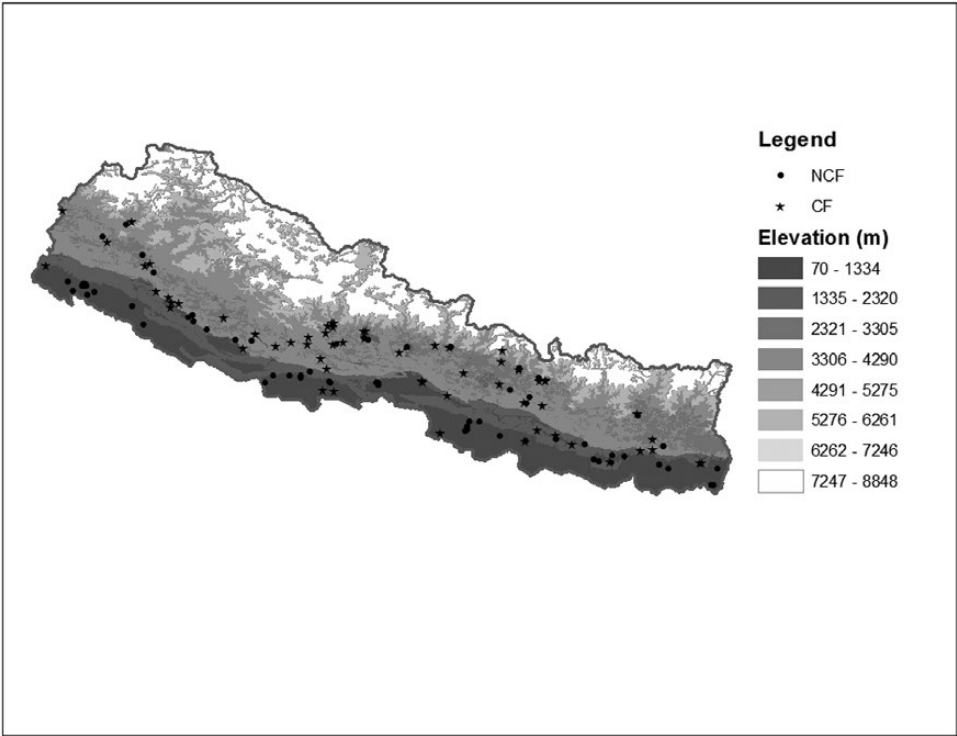 Legend
NCF
CF
Elevation (m)
70 - 1334
1335 - 2320
2321 - 3305
3306 - 4290
4291 - 5275
5276 - 6261
6262 - 7246
7247 - 8848